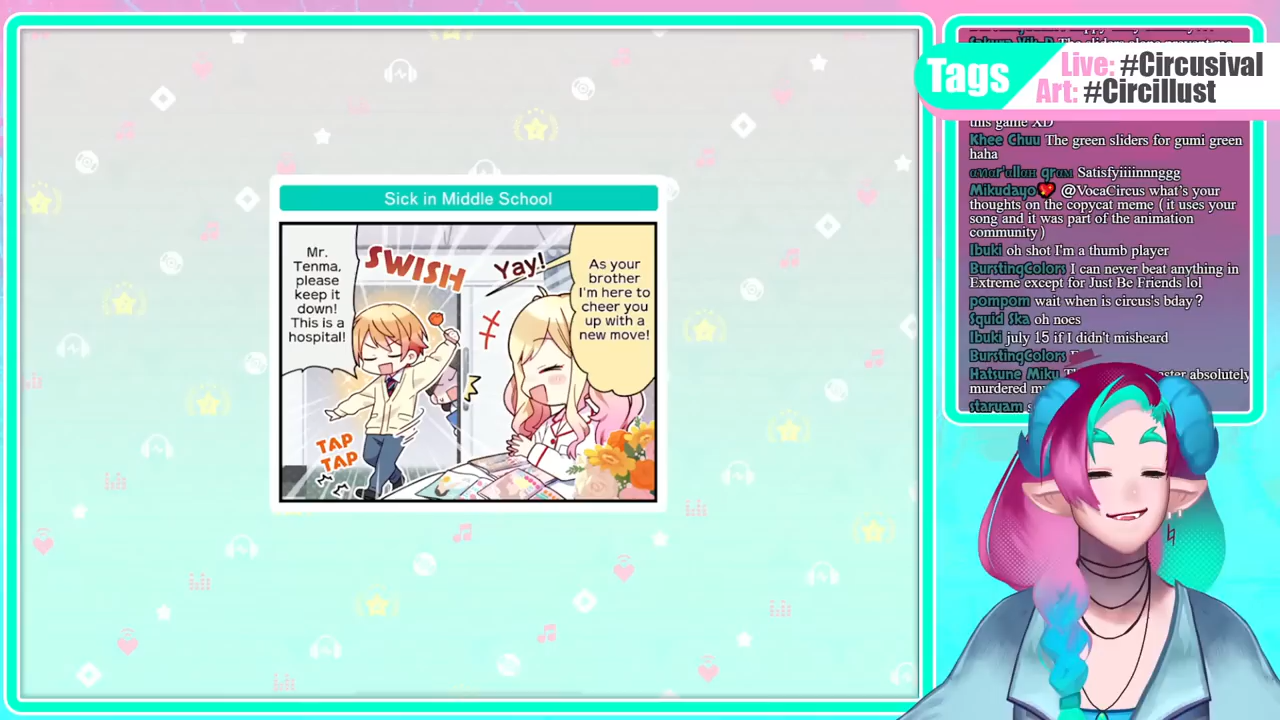 Sick in Middle School
Mr.
Tenma,
please
keep it
down!
This is a
hospital!
SWISH
Yay!
As your
brother
I'm here to
cheer you
up with a
new move!
TAP
TAP
Tags
Live: #Circusival
Art: #Circillust
this game XD
Khee Chuu The green sliders for gumi green
haha
Satisfyiiiinnnggg
Mikudayo❤ @VocaCircus what's your
thoughts on the copycat meme (it uses your
song and it was part of the animation
community)
Ibuki oh shot I'm a thumb player
BurstingColors I can never beat anything in
Extreme except for Just Be Friends lol
pompom wait when is circus's bday?
Squid Ska oh noes
Ibuki july 15 if I didn't misheard
BurstingColors
Hatsune Miku
absolutely
murdered
staryam